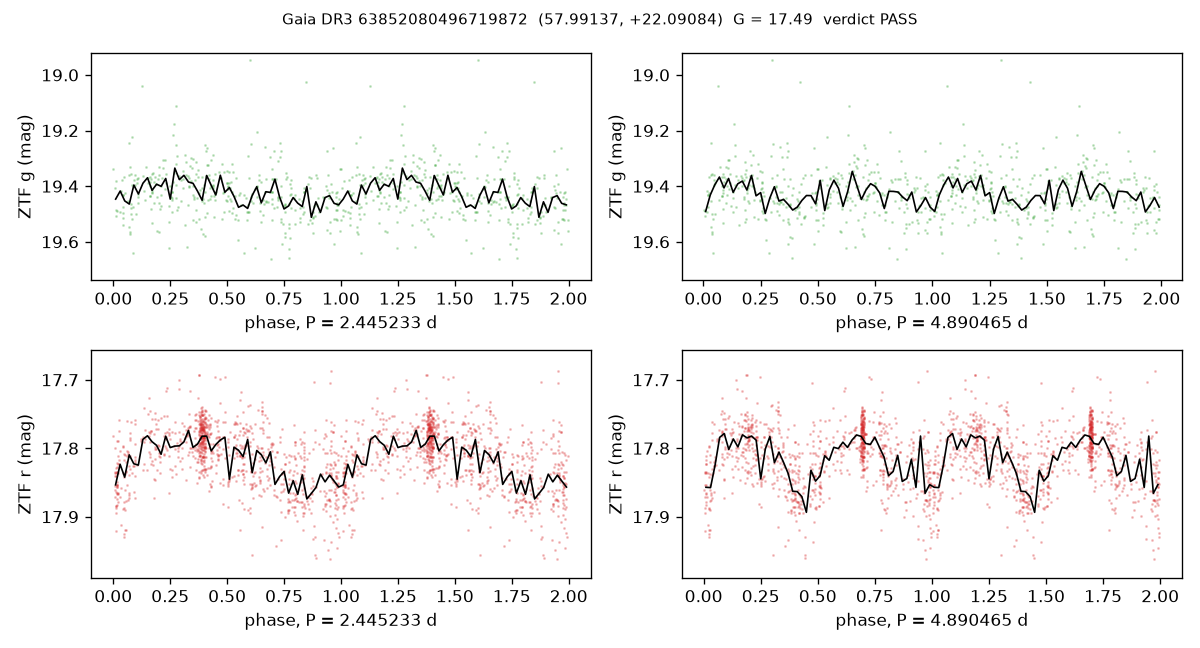 Gaia DR3 63852080496719872 (57.99137, +22.09084) G = 17.49 verdict PASS
ZTF g (mag)
19.0
19.2
19.4
19.6
0.00 0.25 0.50 0.75 1.00 1.25 1.50 1.75 2.00
phase, P = 2.445233 d
ZTF g (mag)
19.0
19.2
19.4
19.6
0.00 0.25 0.50 0.75 1.00 1.25 1.50 1.75 2.00
phase, P = 4.890465 d
ZTF r (mag)
17.7
17.8
17.9
0.00 0.25 0.50 0.75 1.00 1.25 1.50 1.75 2.00
phase, P = 2.445233 d
ZTF r (mag)
17.7
17.8
17.9
0.00 0.25 0.50 0.75 1.00 1.25 1.50 1.75 2.00
phase, P = 4.890465 d